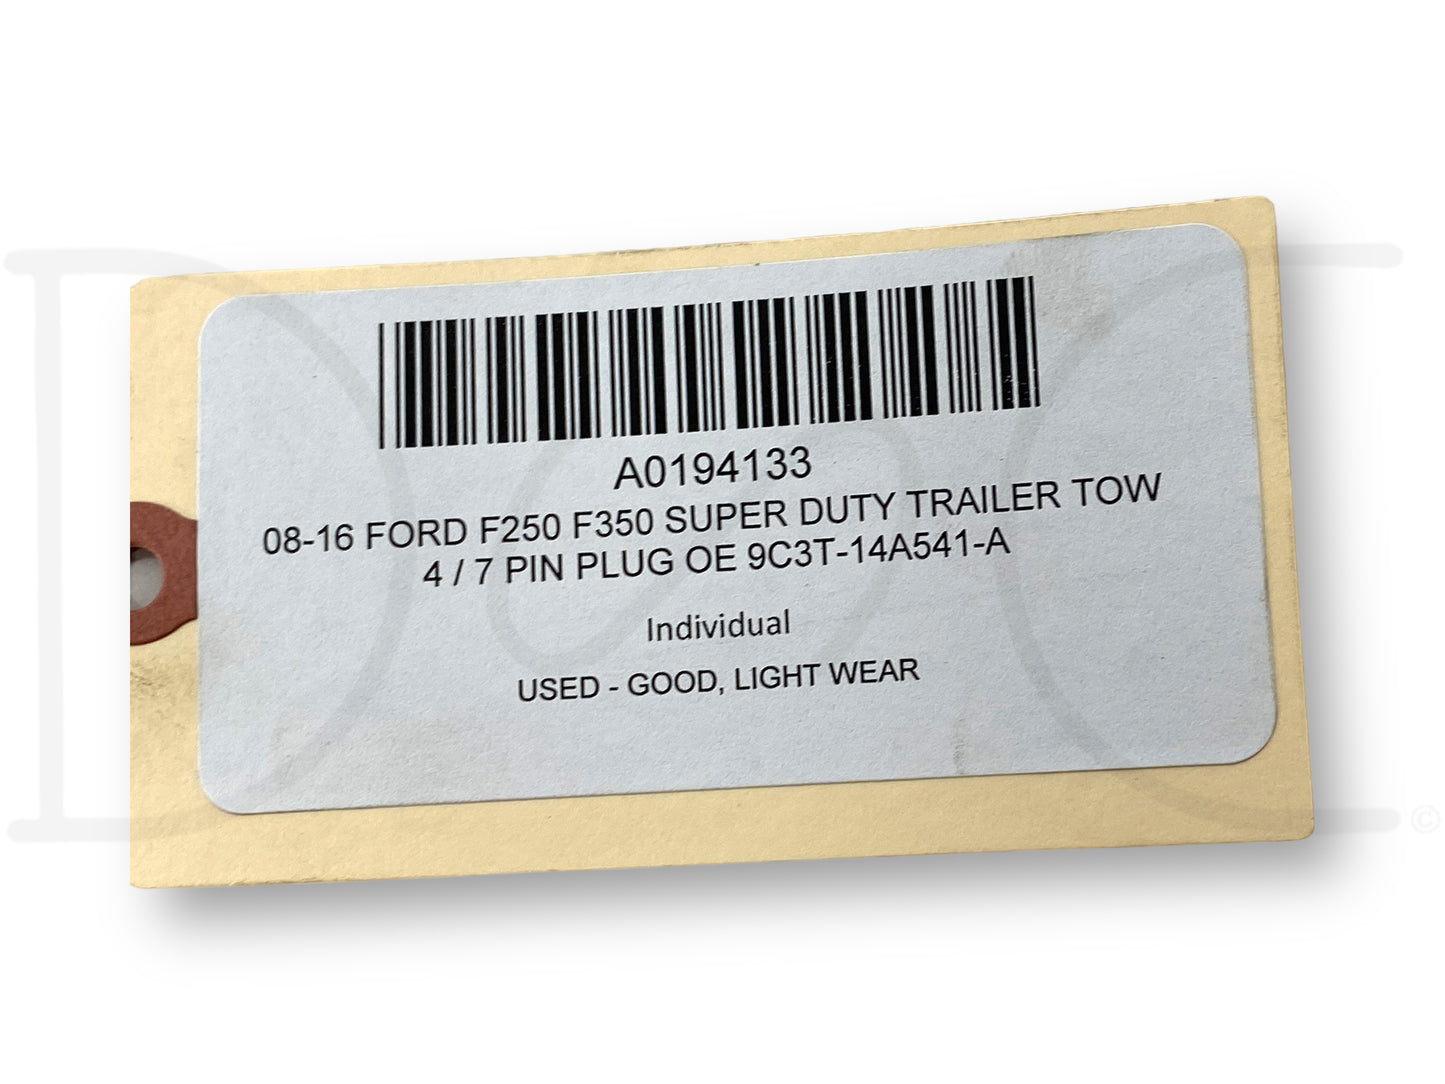 A0194133
08-16 FORD F250 F350 SUPER DUTY TRAILER TOW
4 / 7 PIN PLUG OE 9C3T-14A541-A
Individual
USED - GOOD, LIGHT WEAR
©